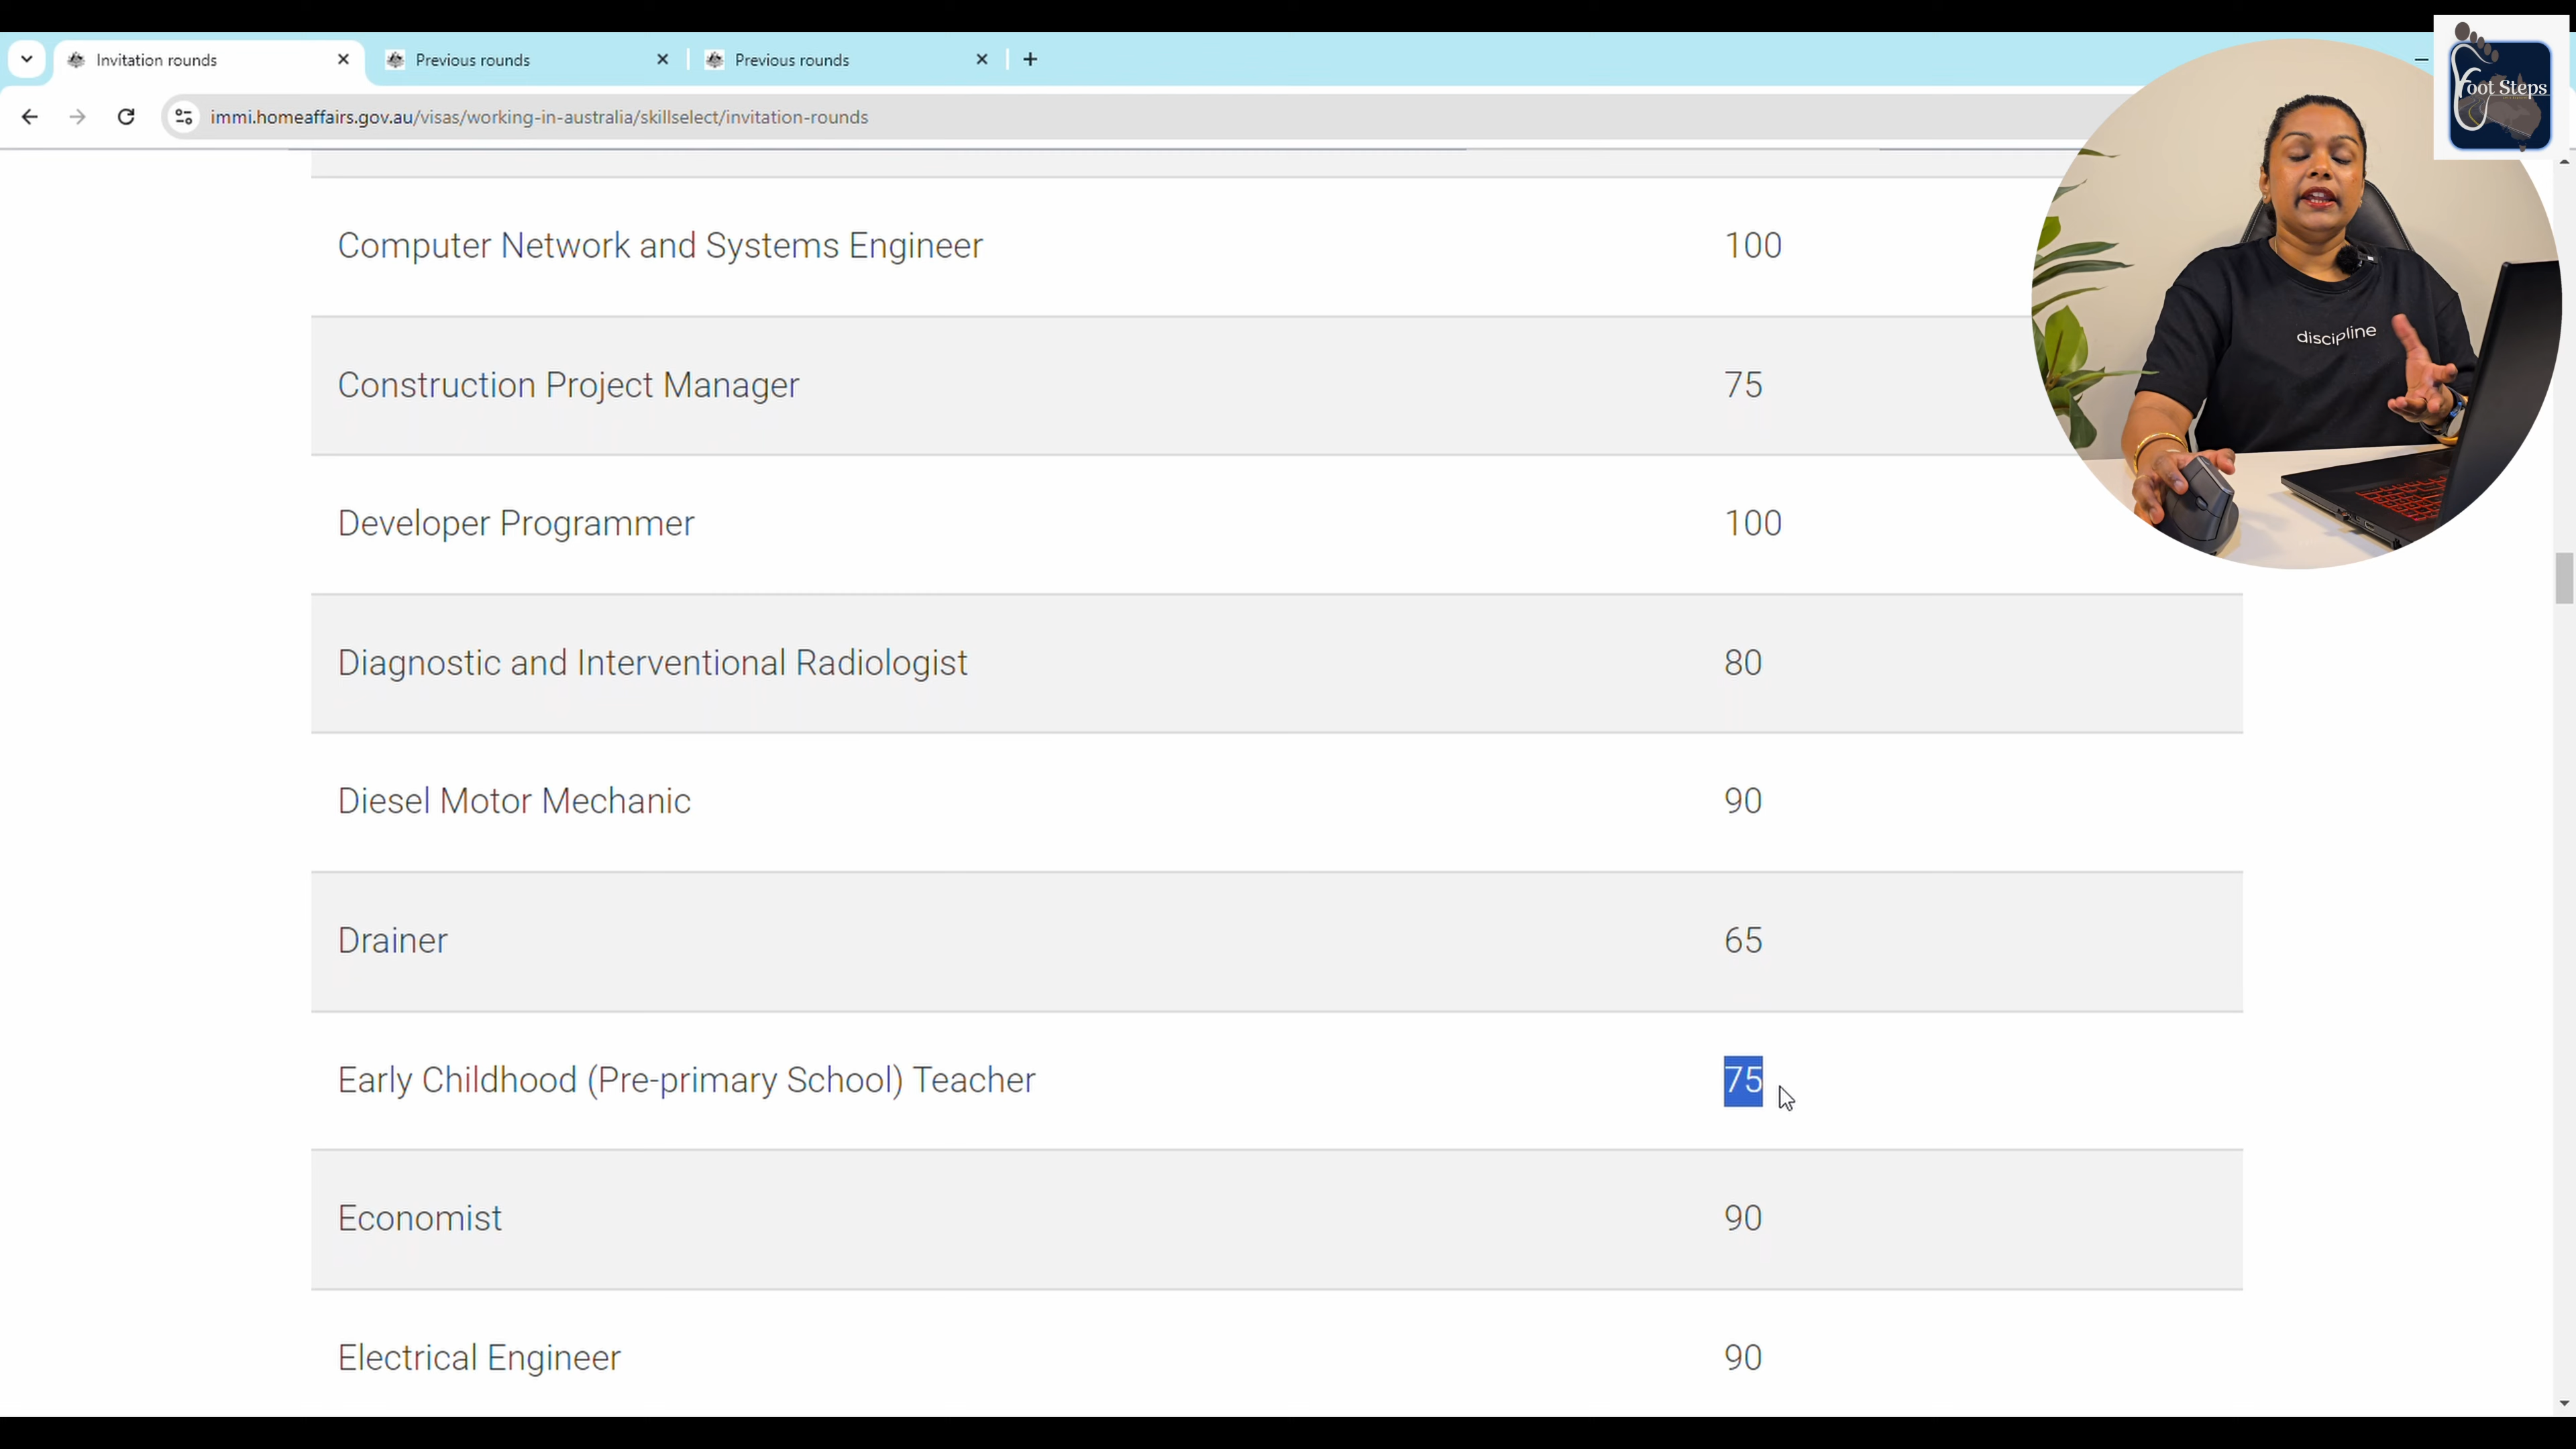 Invitation rounds
Previous rounds
Previous rounds
immi.homeaffairs.gov.au/visas/working-in-australia/skillselect/invitation-rounds
Foot Steps
discipline
Computer Network and Systems Engineer 100
Construction Project Manager 75
Developer Programmer 100
Diagnostic and Interventional Radiologist 80
Diesel Motor Mechanic 90
Drainer 65
Early Childhood (Pre-primary School) Teacher 75
Economist 90
Electrical Engineer 90